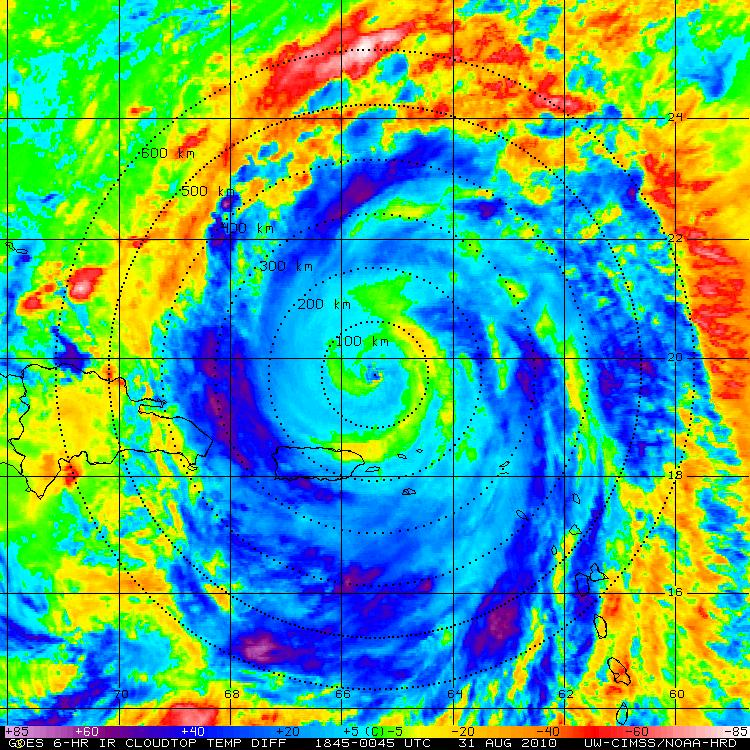 24
600 km
500 km
400 km
22
300 km
200 km
100 km
20
18
16
70 68 66 64 62 60
+85 +60 +40 +20 +5 (C) -5 -20 -40 -60 -85
GOES 6-HR IR CLOUDTOP TEMP DIFF 1845-0045 UTC 31 AUG 2010 UW-CIMSS/NOAA-HRD